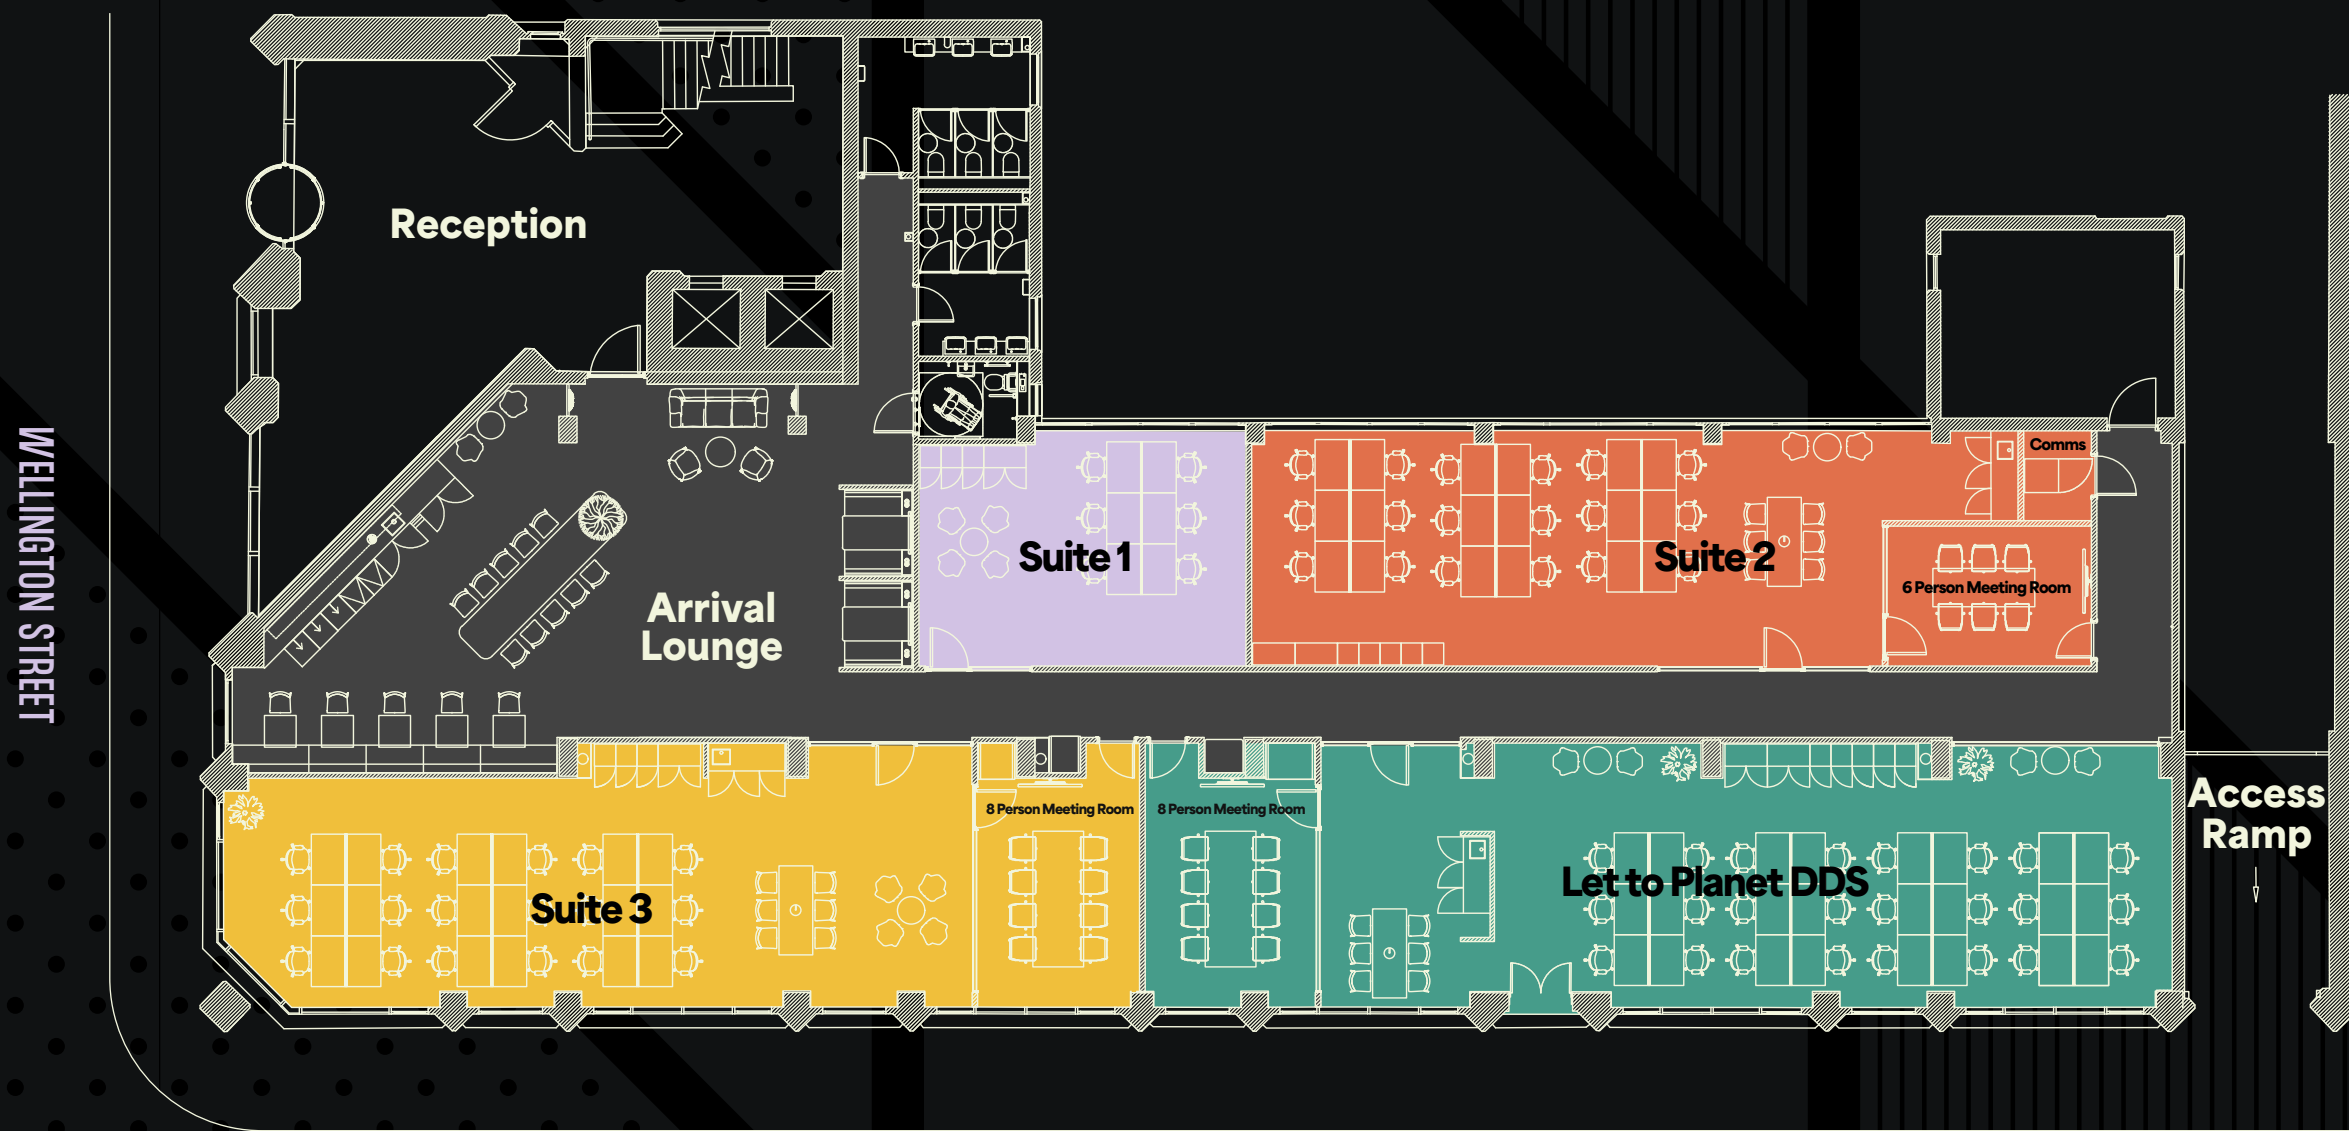 Reception
WELLINGTON STREET
Comms
Suite 1
Suite 2
6 Person Meeting Room
Arrival
Lounge
8 Person Meeting Room
8 Person Meeting Room
Access
Ramp
Suite 3
Let to Planet DDS